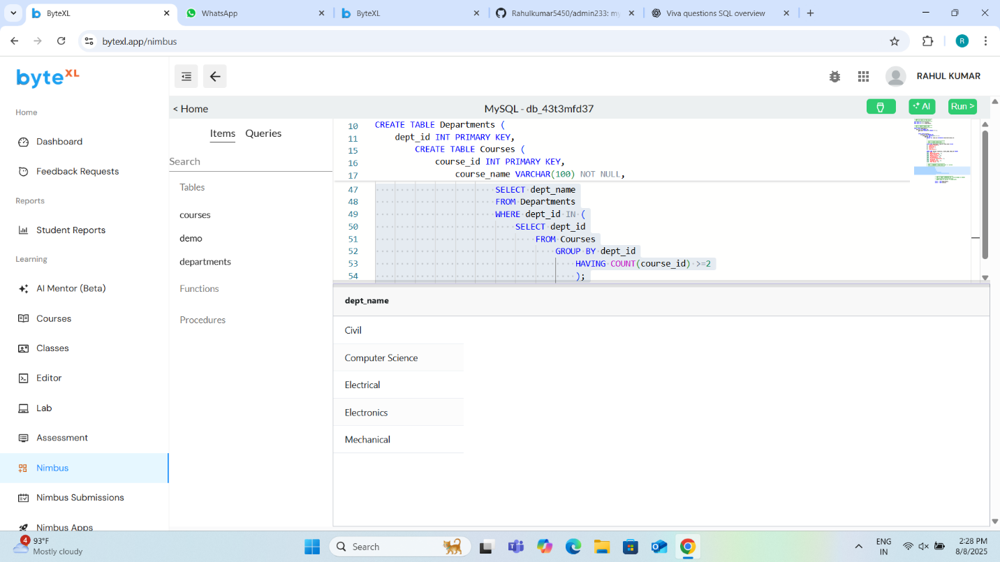 ByteXL
WhatsApp
ByteXL
Rahulkumar5450/admin233: my
Viva questions SQL overview
bytexl.app/nimbus
R
byteXL
RAHUL KUMAR
Home
Dashboard
Feedback Requests
Reports
Student Reports
Learning
AI Mentor (Beta)
Courses
Classes
Editor
Lab
Assessment
Nimbus
Nimbus Submissions
Nimbus Apps
< Home
MySQL - db_43t3mfd37
AI
Run >
Items Queries
Search
Tables
courses
demo
departments
Functions
Procedures
10 CREATE TABLE Departments (
11 dept_id INT PRIMARY KEY,
15 CREATE TABLE Courses (
16 course_id INT PRIMARY KEY,
17 course_name VARCHAR(100) NOT NULL,
47 SELECT dept_name
48 FROM Departments
49 WHERE dept_id IN (
50 SELECT dept_id
51 FROM Courses
52 GROUP BY dept_id
53 HAVING COUNT(course_id) >=2
54 );
dept_name
Civil
Computer Science
Electrical
Electronics
Mechanical
4
93°F
Mostly cloudy
Search
ENG
IN
2:28 PM
8/8/2025